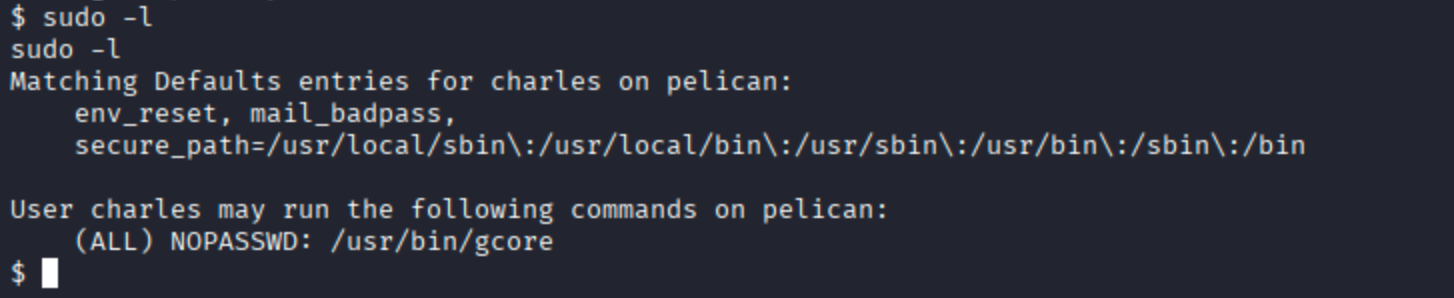 $ sudo -l
sudo -l
Matching Defaults entries for charles on pelican:
    env_reset, mail_badpass,
    secure_path=/usr/local/sbin\:/usr/local/bin\:/usr/sbin\:/usr/bin\:/sbin\:/bin

User charles may run the following commands on pelican:
    (ALL) NOPASSWD: /usr/bin/gcore
$